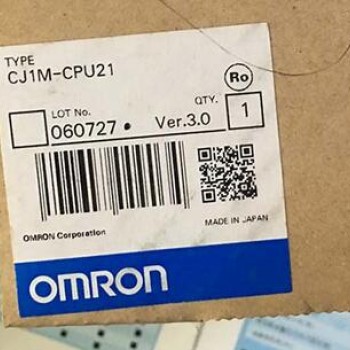 TYPE
CJ1M-CPU21
Ro
LOT No.
QTY.
060727 • Ver.3.0
1
MADE IN JAPAN
OMRON Corporation
OMRON